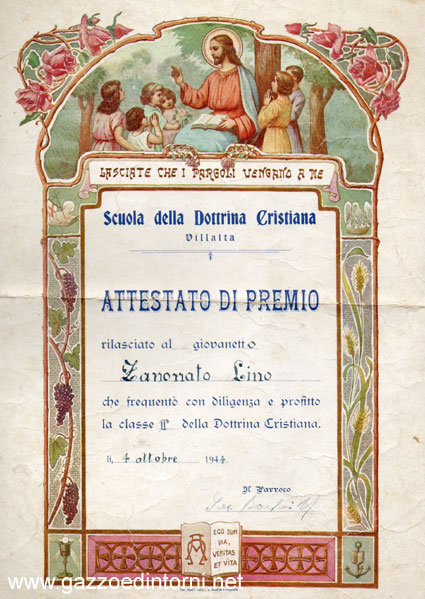 LASCIATE CHE I PARGOLI VENGANO A ME
Scuola della Dottrina Cristiana
Villalta
ATTESTATO DI PREMIO
rilasciato al giovanetto
Zanonato Lino
che frequentò con diligenza e profitto
la classe IIª della Dottrina Cristiana.
li, 4 ottobre 1944
Il Parroco
EGO SUM
VIA,
VERITAS
ET VITA
www.gazzoedintorni.net